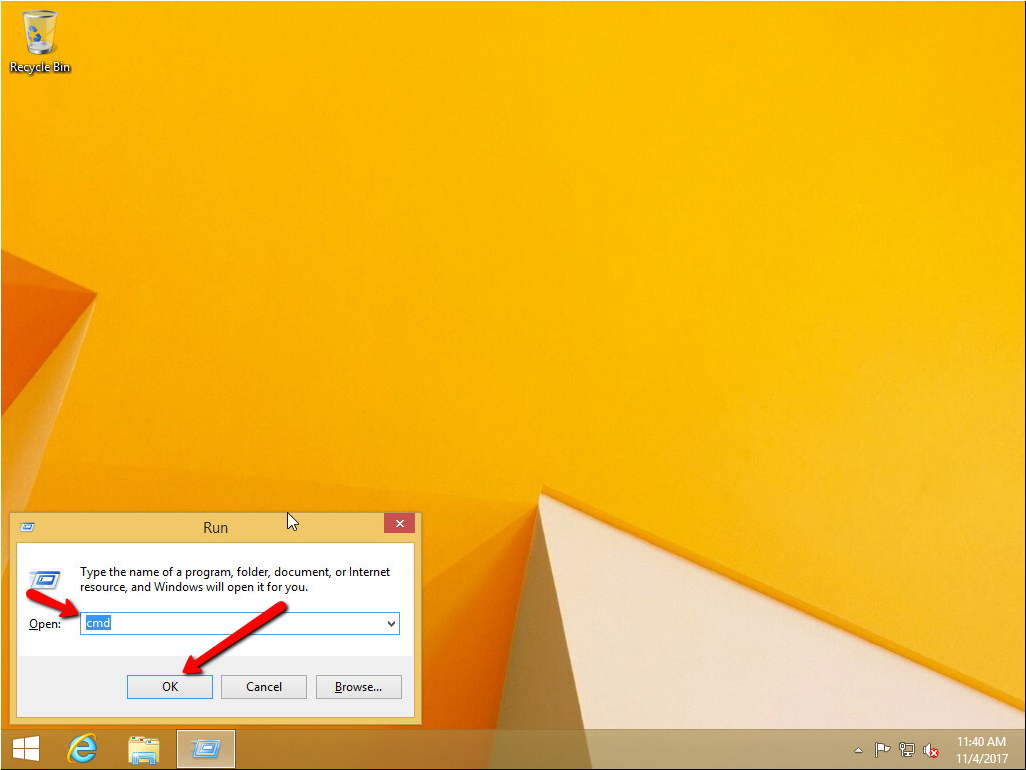 Recycle Bin
Run
Type the name of a program, folder, document, or Internet
resource, and Windows will open it for you.
Open: cmd
OK Cancel Browse...
11:40 AM
11/4/2017